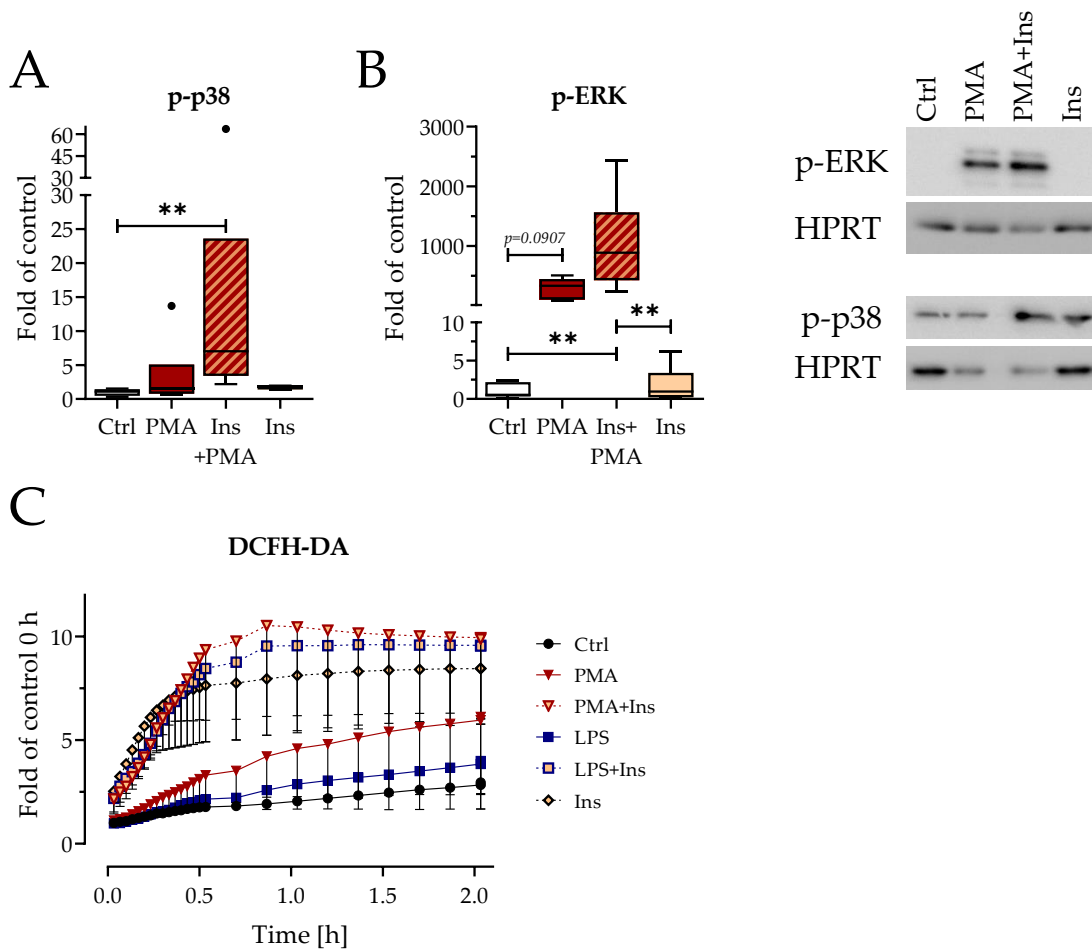 A
p-p38
Fold of control
60
45
30
30
25
20
15
10
5
0
**
Ctrl PMA Ins Ins
+PMA
B
p-ERK
Fold of control
3000
2000
1000
10
5
0
p=0.0907
**
**
Ctrl PMA Ins+ Ins
PMA
Ctrl
PMA
PMA+Ins
Ins
p-ERK
HPRT
p-p38
HPRT
C
DCFH-DA
Fold of control 0 h
10
5
0
0.0 0.5 1.0 1.5 2.0
Time [h]
Ctrl
PMA
PMA+Ins
LPS
LPS+Ins
Ins